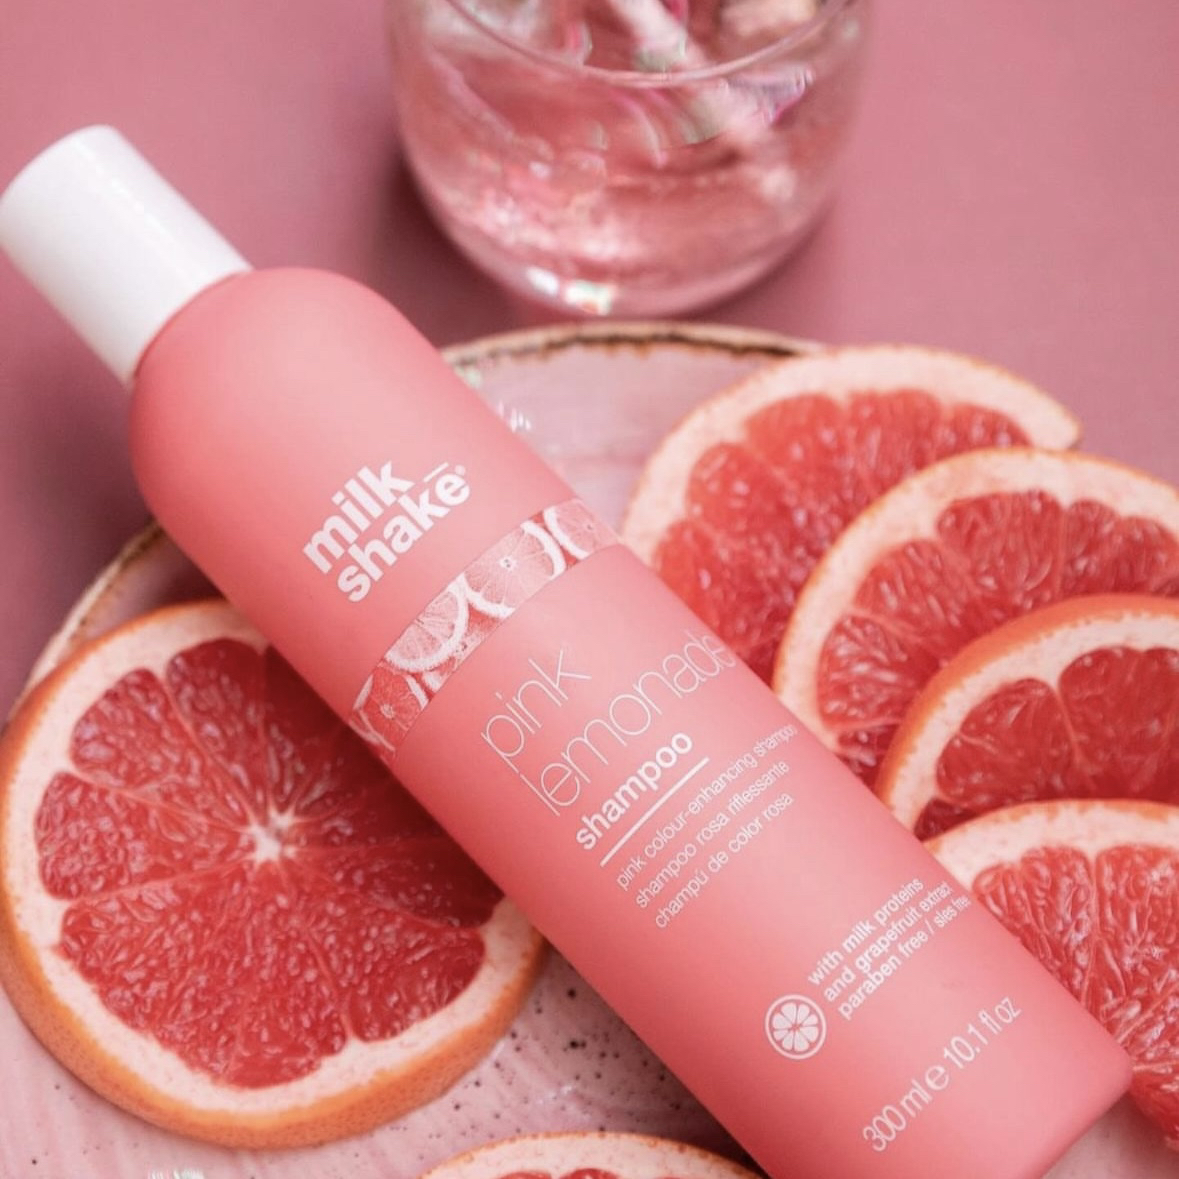 milk
shakē
pink
lemonade
shampoo
pink colour-enhancing shampoo
shampoo rosa riflessante
champú de color rosa
with milk proteins
and grapefruit extract
paraben free / sles free
300 ml e 10.1 fl oz